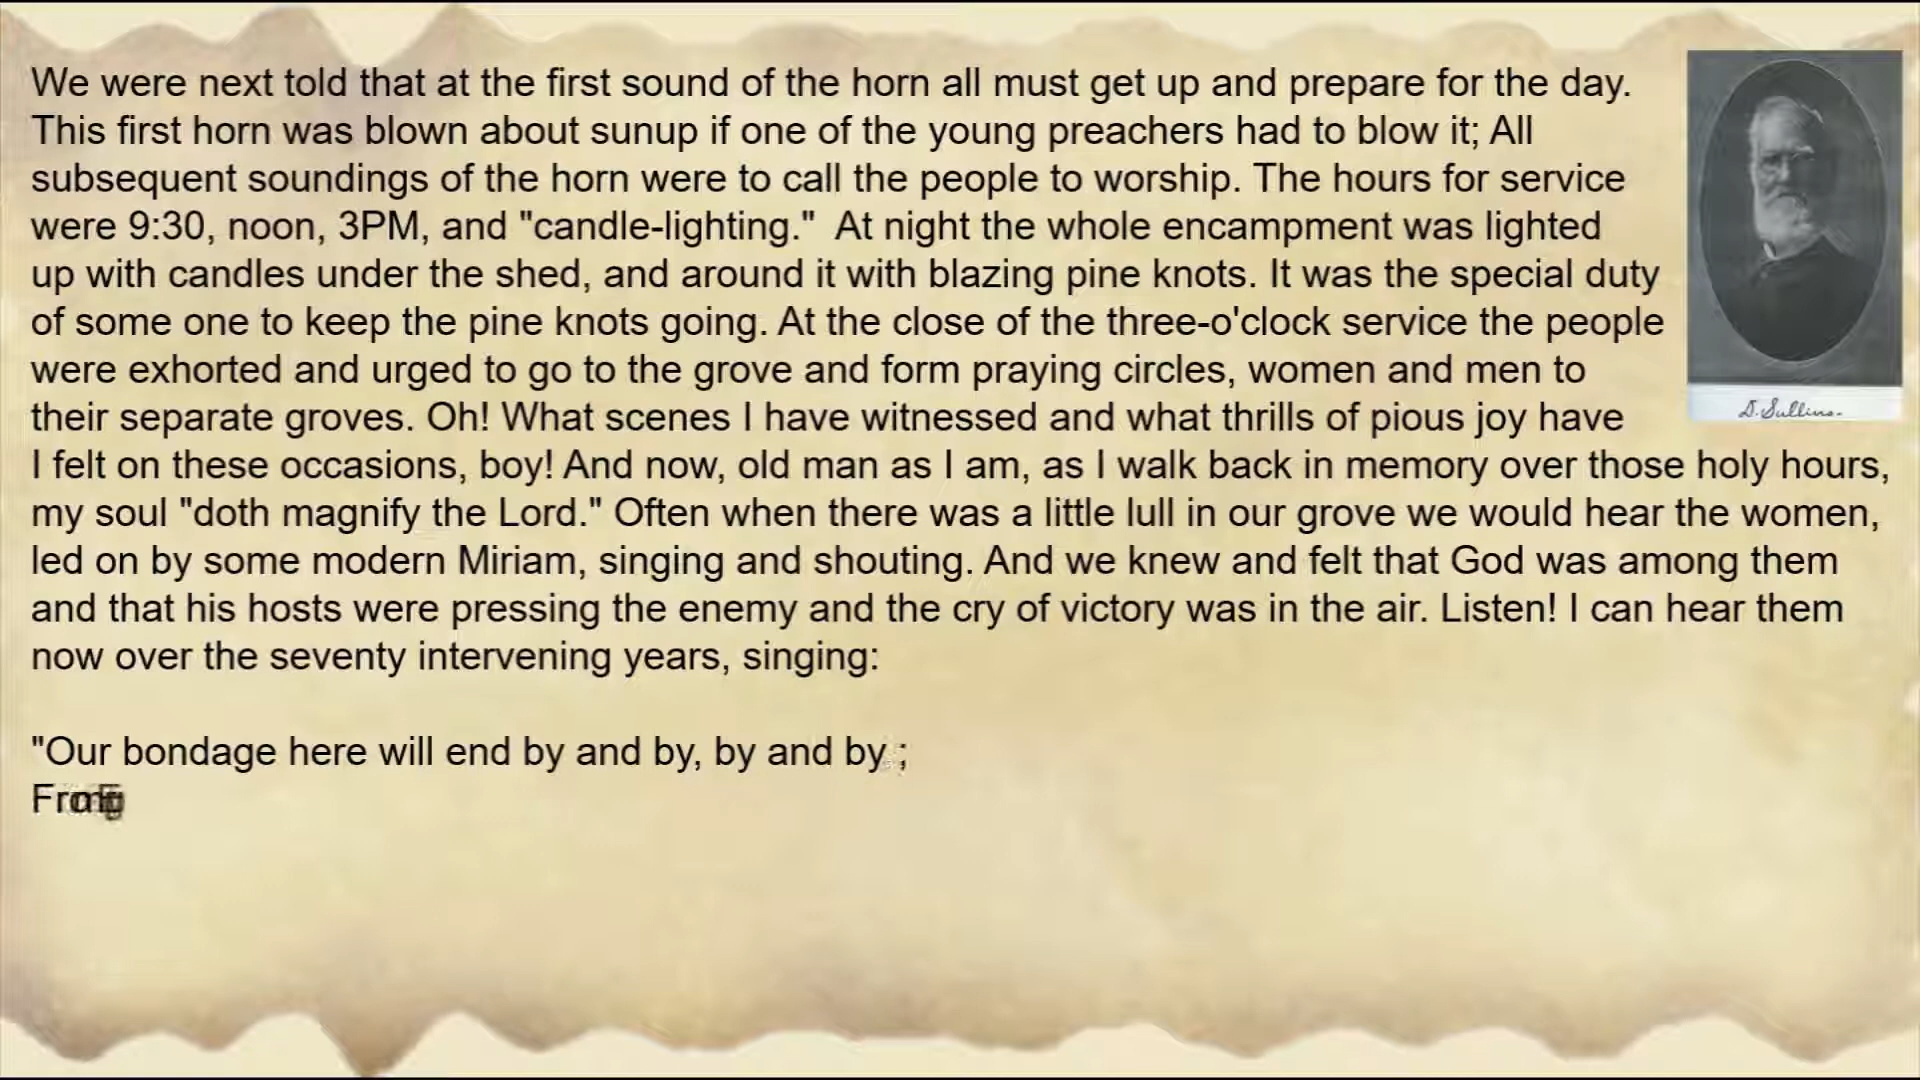 We were next told that at the first sound of the horn all must get up and prepare for the day.
This first horn was blown about sunup if one of the young preachers had to blow it; All
subsequent soundings of the horn were to call the people to worship. The hours for service
were 9:30, noon, 3PM, and "candle-lighting."  At night the whole encampment was lighted
up with candles under the shed, and around it with blazing pine knots. It was the special duty
of some one to keep the pine knots going. At the close of the three-o'clock service the people
were exhorted and urged to go to the grove and form praying circles, women and men to
their separate groves. Oh! What scenes I have witnessed and what thrills of pious joy have
I felt on these occasions, boy! And now, old man as I am, as I walk back in memory over those holy hours,
my soul "doth magnify the Lord." Often when there was a little lull in our grove we would hear the women,
led on by some modern Miriam, singing and shouting. And we knew and felt that God was among them
and that his hosts were pressing the enemy and the cry of victory was in the air. Listen! I can hear them
now over the seventy intervening years, singing:
"Our bondage here will end by and by, by and by ;
D. Sullins.